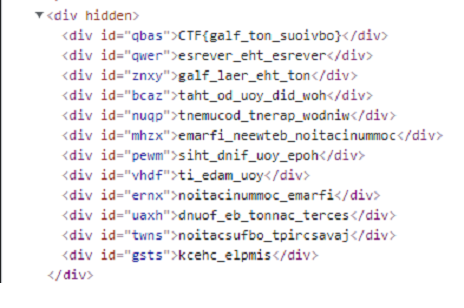 ▼<div hidden>
<div id="qbas">CTF{galf_ton_suoivbo}</div>
<div id="qwer">esrever_eht_esrever</div>
<div id="znxy">galf_laer_eht_ton</div>
<div id="bcaz">taht_od_uoy_did_woh</div>
<div id="nuqp">tnemucod_tnerap_wodniw</div>
<div id="mhzx">emarfi_neewteb_noitacinummoc</div>
<div id="pewm">siht_dnif_uoy_epoh</div>
<div id="vhdf">ti_edam_uoy</div>
<div id="ernx">noitacinummoc_emarfi</div>
<div id="uaxh">dnuof_eb_tonnac_terces</div>
<div id="twns">noitacsufbo_tpircsavaj</div>
<div id="gsts">kcehc_elpmis</div>
</div>